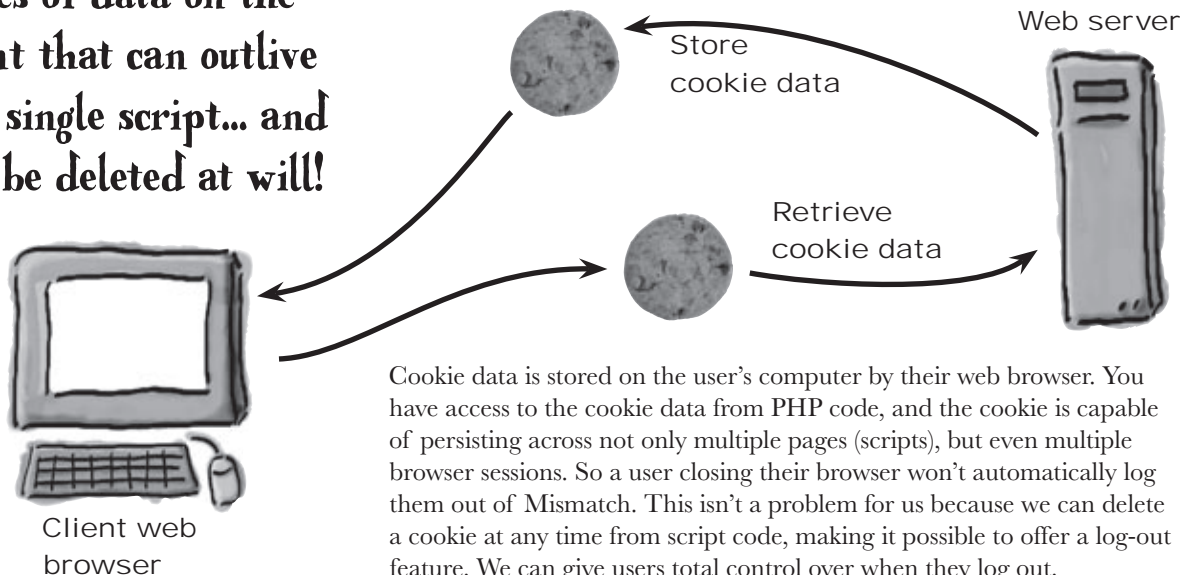 of data on the
that can outlive
single script... and
be deleted at will!
Store
cookie data
Web server
Retrieve
cookie data
Client web
browser
Cookie data is stored on the user's computer by their web browser. You
have access to the cookie data from PHP code, and the cookie is capable
of persisting across not only multiple pages (scripts), but even multiple
browser sessions. So a user closing their browser won't automatically log
them out of Mismatch. This isn't a problem for us because we can delete
a cookie at any time from script code, making it possible to offer a log-out
feature. We can give users total control over when they log out.